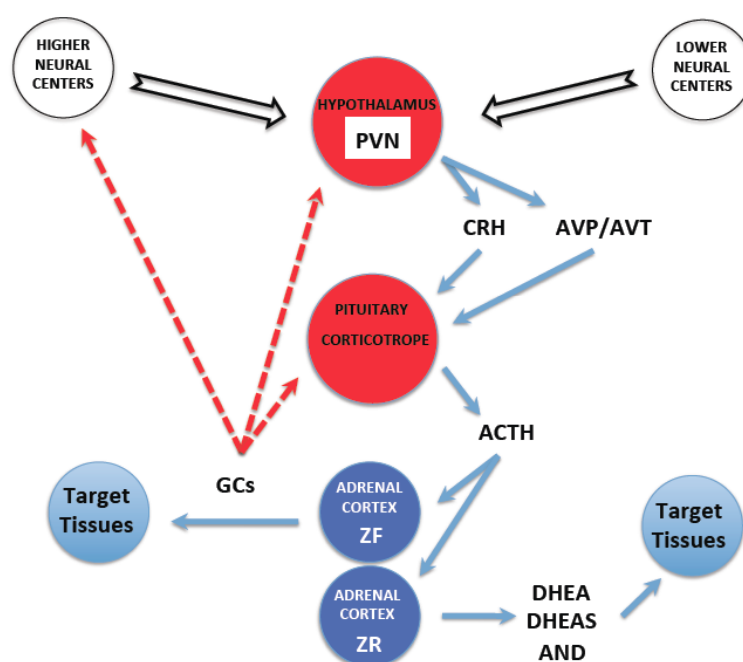 HIGHER
NEURAL
CENTERS
LOWER
NEURAL
CENTERS
HYPOTHALAMUS
PVN
CRH
AVP/AVT
PITUITARY
CORTICOTROPE
ACTH
GCs
Target
Tissues
ADRENAL
CORTEX
ZF
Target
Tissues
ADRENAL
CORTEX
ZR
DHEA
DHEAS
AND